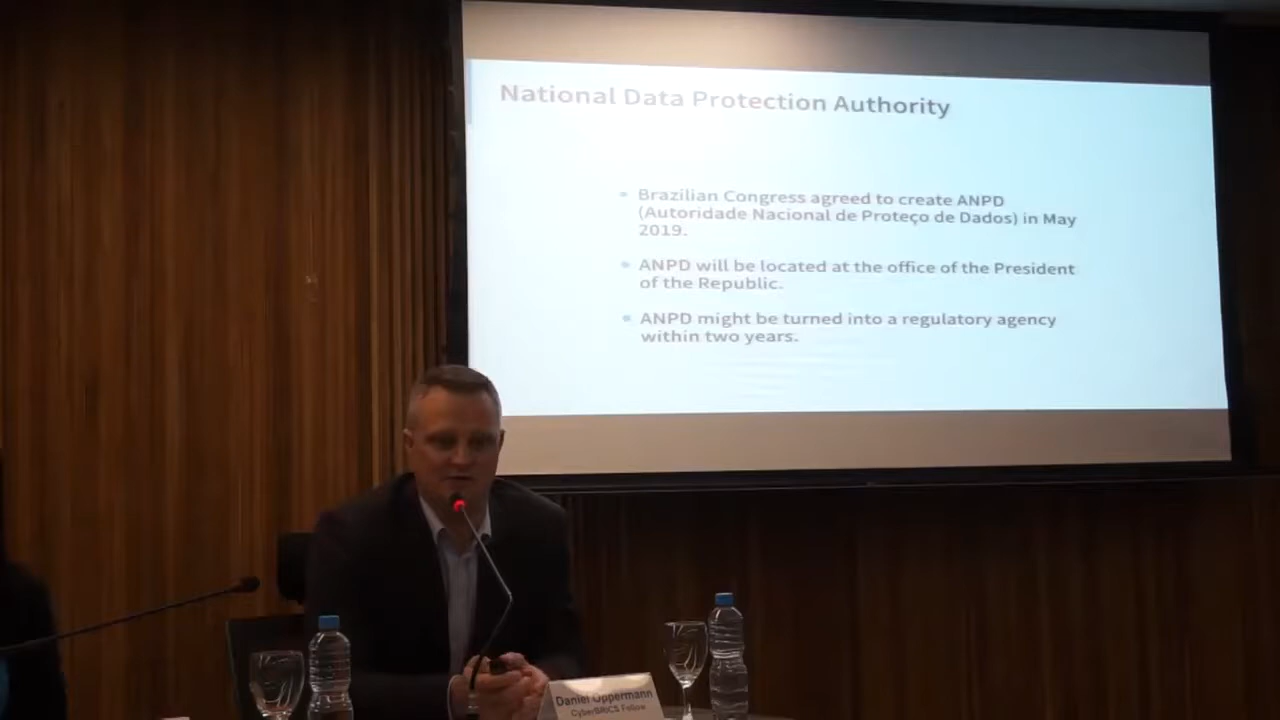 National Data Protection Authority
Brazilian Congress agreed to create ANPD
(Autoridade Nacional de Proteço de Dados) in May
2019.
ANPD will be located at the office of the President
of the Republic.
ANPD might be turned into a regulatory agency
within two years.
Daniel Oppermann
CyberBRICS Fellow